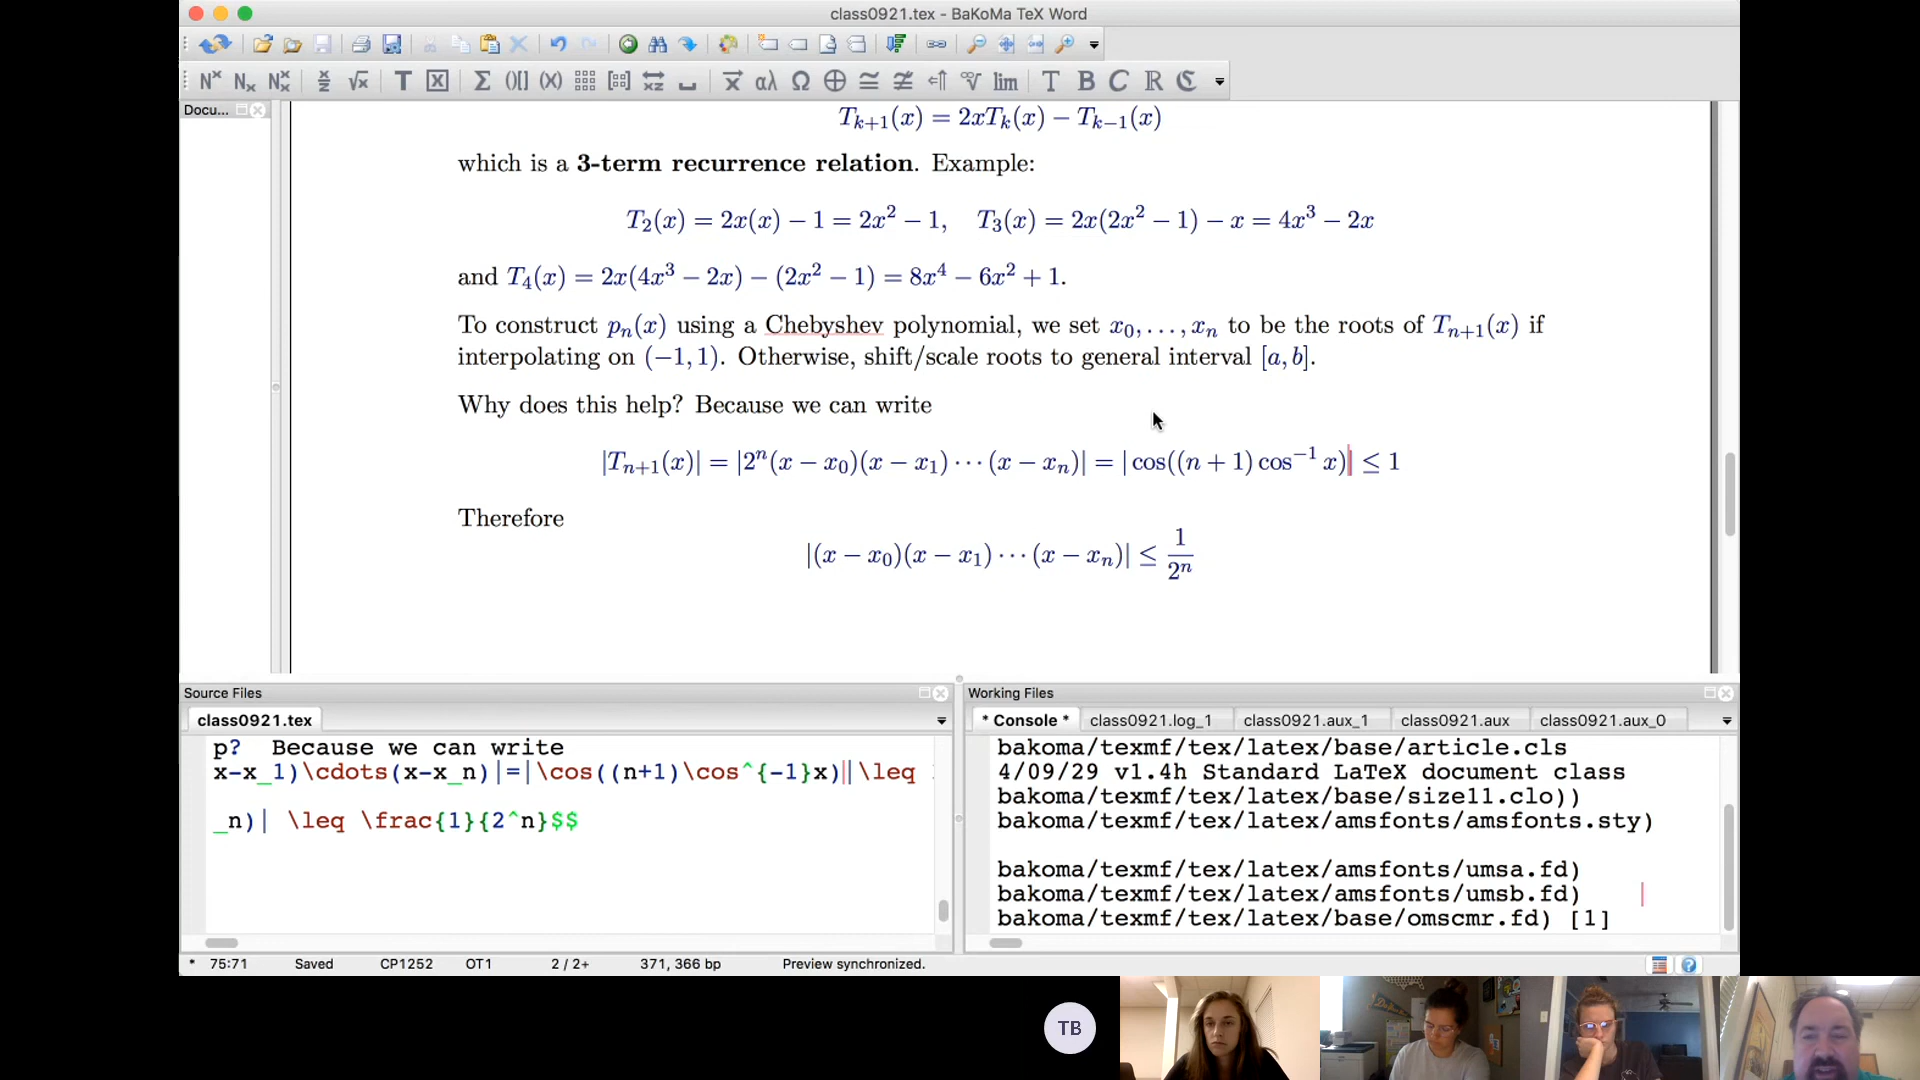 class0921.tex - BaKoMa TeX Word
Docu...
T_{k+1}(x) = 2xT_k(x) − T_{k−1}(x)
which is a 3-term recurrence relation. Example:
T_2(x) = 2x(x) − 1 = 2x^2 − 1, T_3(x) = 2x(2x^2 − 1) − x = 4x^3 − 2x
and T_4(x) = 2x(4x^3 − 2x) − (2x^2 − 1) = 8x^4 − 6x^2 + 1.
To construct p_n(x) using a Chebyshev polynomial, we set x_0, . . . , x_n to be the roots of T_{n+1}(x) if
interpolating on (−1, 1). Otherwise, shift/scale roots to general interval [a, b].
Why does this help? Because we can write
|T_{n+1}(x)| = |2^n(x − x_0)(x − x_1) ⋯ (x − x_n)| = | cos((n + 1) cos^{−1} x)| ≤ 1
Therefore
|(x − x_0)(x − x_1) ⋯ (x − x_n)| ≤ \frac{1}{2^n}
Source Files
class0921.tex
p?  Because we can write
x-x_1)\cdots(x-x_n)|=|\cos((n+1)\cos^{-1}x)|\leq
_n)| \leq \frac{1}{2^n}$$
Working Files
* Console * class0921.log_1 class0921.aux_1 class0921.aux class0921.aux_0
bakoma/texmf/tex/latex/base/article.cls
4/09/29 v1.4h Standard LaTeX document class
bakoma/texmf/tex/latex/base/size11.clo))
bakoma/texmf/tex/latex/amsfonts/amsfonts.sty)
bakoma/texmf/tex/latex/amsfonts/umsa.fd)
bakoma/texmf/tex/latex/amsfonts/umsb.fd)
bakoma/texmf/tex/latex/base/omscmr.fd) [1]
* 75:71 Saved CP1252 OT1 2 / 2+ 371, 366 bp Preview synchronized.
TB